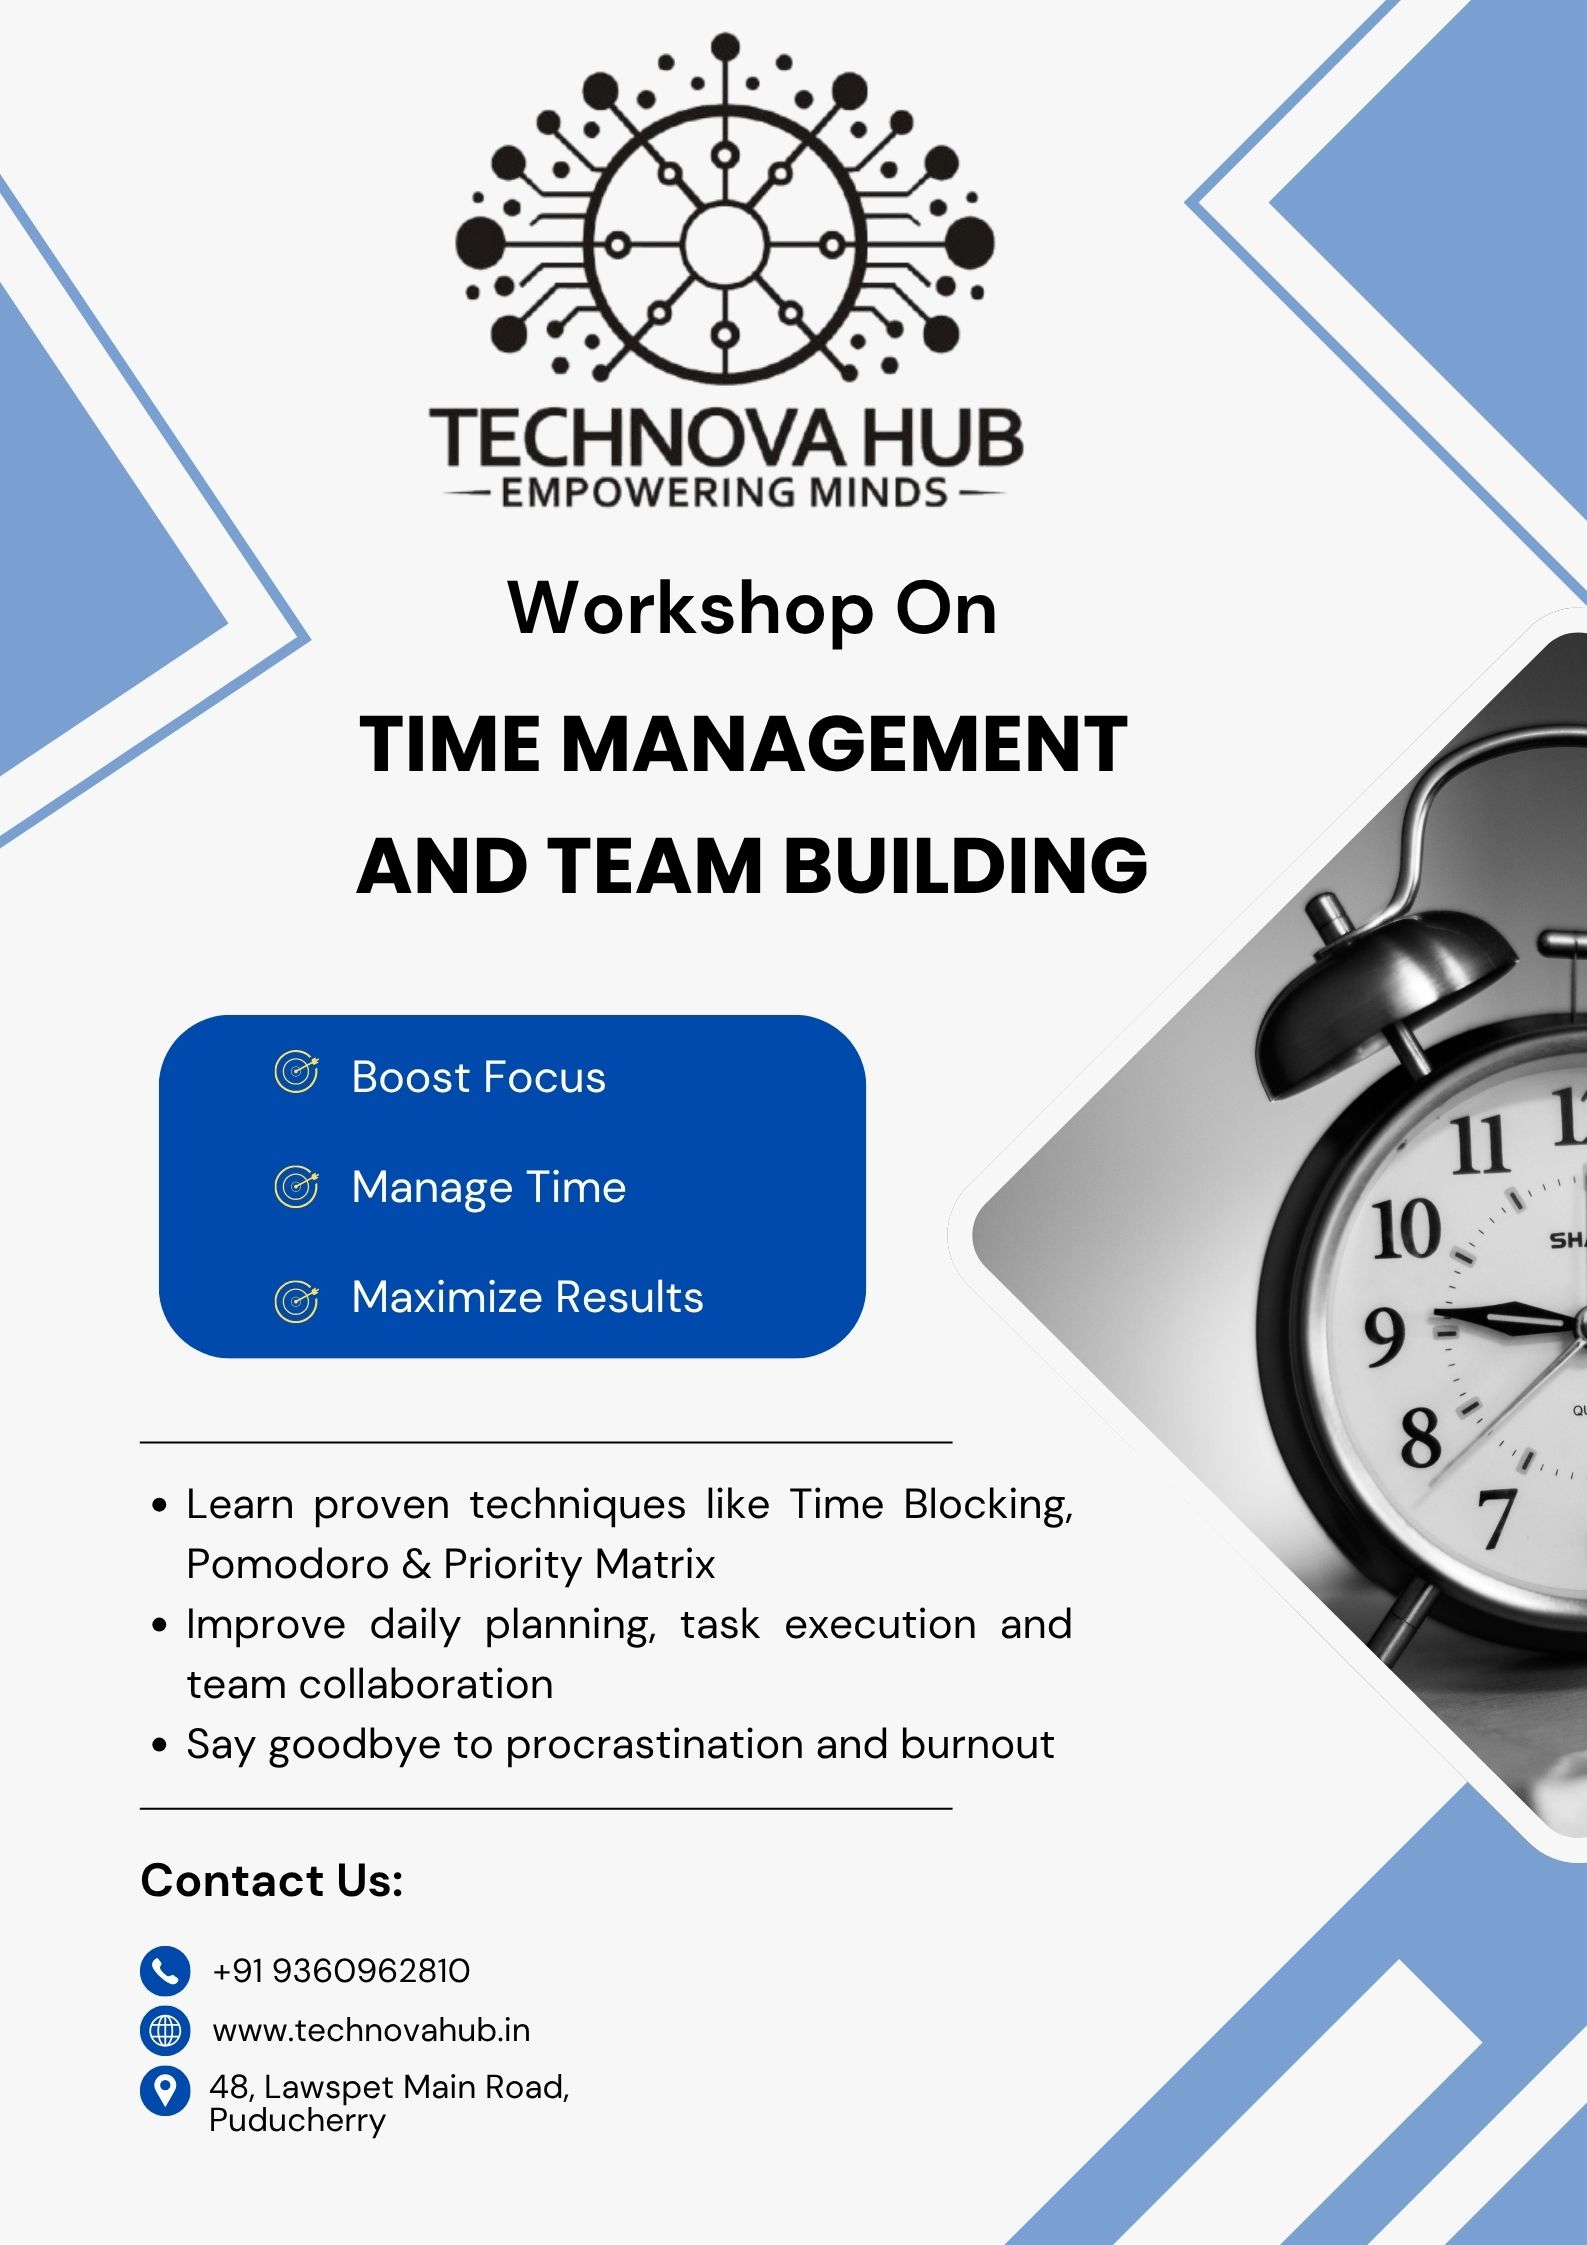 TECHNOVA HUB
EMPOWERING MINDS
Workshop On
TIME MANAGEMENT
AND TEAM BUILDING
Boost Focus
Manage Time
Maximize Results
11
10
9
8
7
• Learn proven techniques like Time Blocking,
Pomodoro & Priority Matrix
• Improve daily planning, task execution and
team collaboration
• Say goodbye to procrastination and burnout
Contact Us:
+91 9360962810
www.technovahub.in
48, Lawspet Main Road,
Puducherry